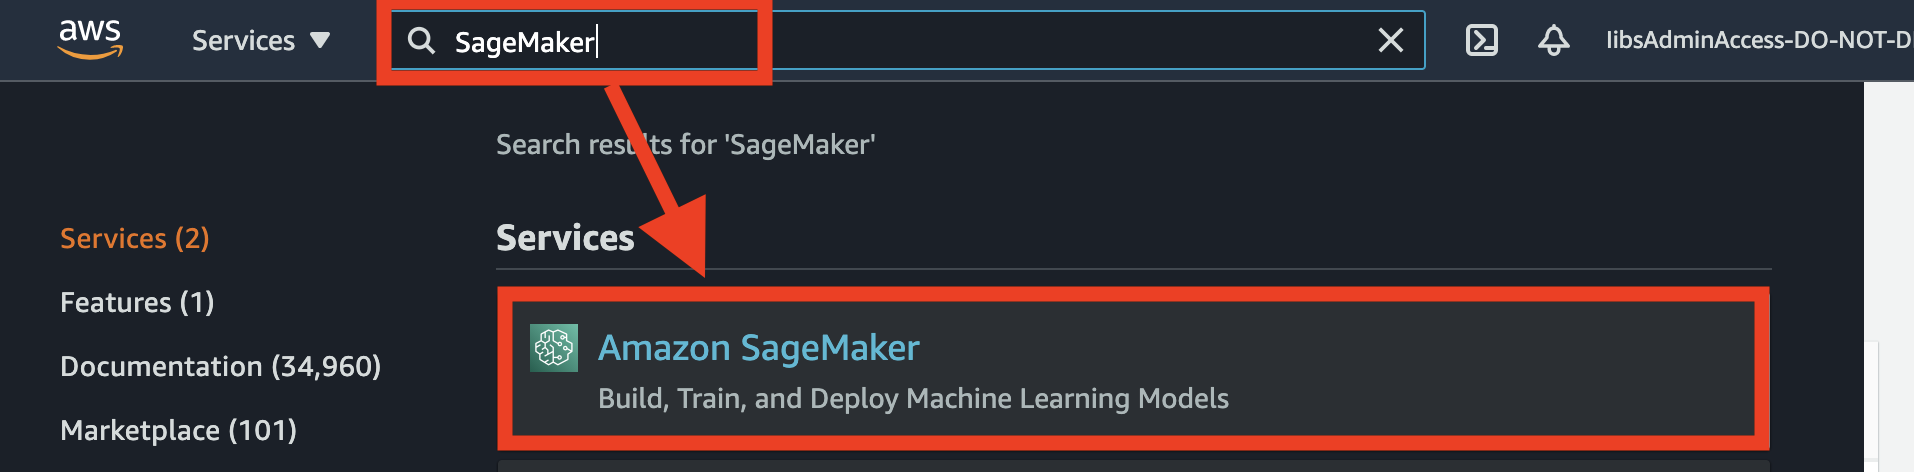 aws
Services
SageMaker
IibsAdminAccess-DO-NOT-D
Search results for 'SageMaker'
Services (2)
Features (1)
Documentation (34,960)
Marketplace (101)
Services
Amazon SageMaker
Build, Train, and Deploy Machine Learning Models